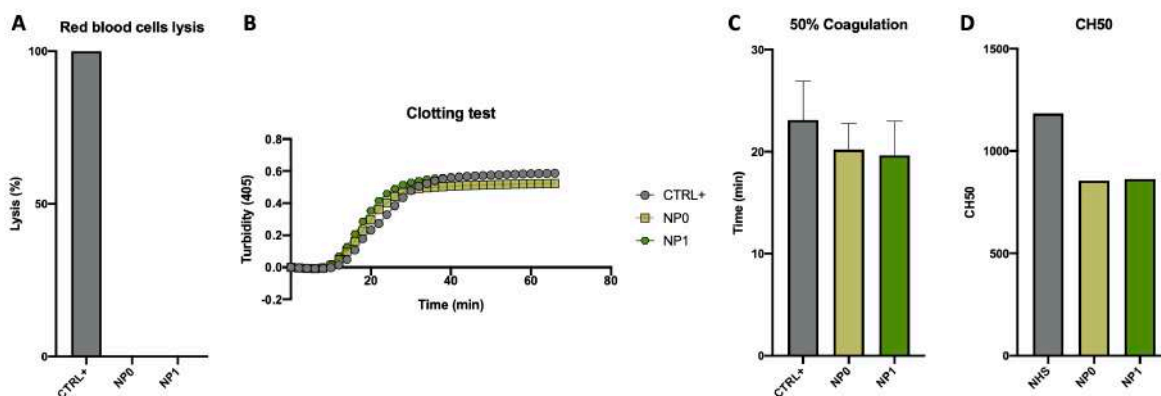 A
Red blood cells lysis
Lysis (%)
100
50
0
CTRL+
NP0
NP1
B
Clotting test
Turbidity (405)
0.8
0.6
0.4
0.2
0.0
-0.2
20
40
60
80
Time (min)
CTRL+
NP0
NP1
C
50% Coagulation
Time (min)
30
20
10
0
CTRL+
NP0
NP1
D
CH50
CH50
1500
1000
500
0
NHS
NP0
NP1